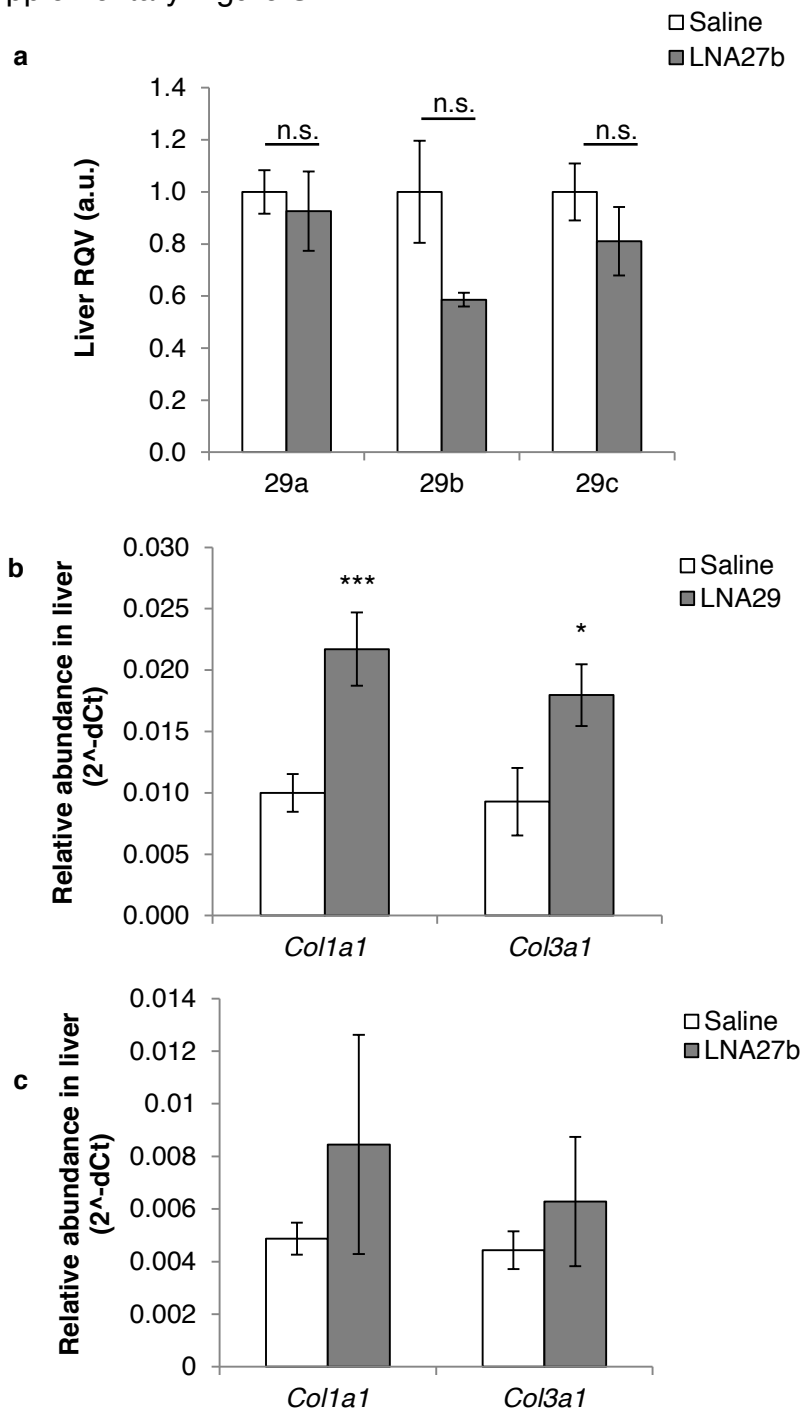 Saline
LNA27b
a
1.4
1.2
1.0
0.8
0.6
0.4
0.2
0.0
Liver RQV (a.u.)
n.s.
n.s.
n.s.
29a 29b 29c
b
Saline
LNA29
0.030
0.025
0.020
0.015
0.010
0.005
0.000
Relative abundance in liver
(2^-dCt)
***
*
Col1a1 Col3a1
c
Saline
LNA27b
0.014
0.012
0.01
0.008
0.006
0.004
0.002
0
Relative abundance in liver
(2^-dCt)
Col1a1 Col3a1